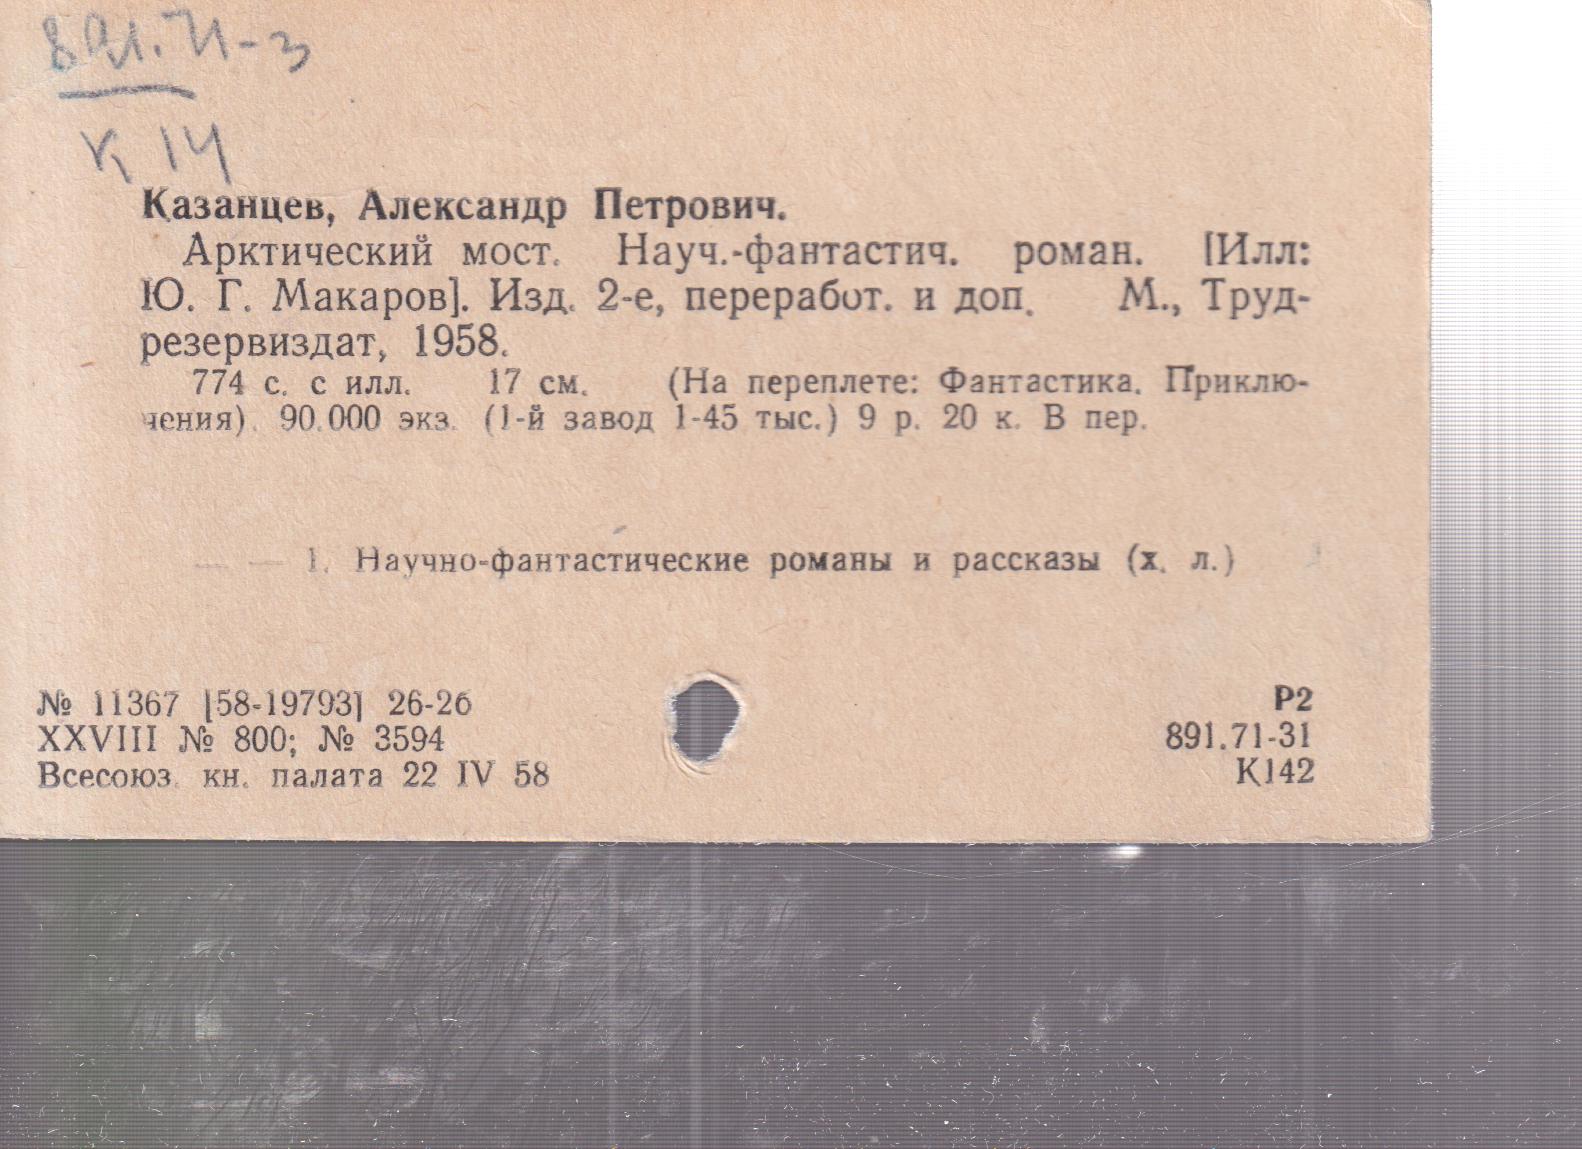 891.71-3
К 14
Казанцев, Александр Петрович.
Арктический мост. Науч.-фантастич. роман. [Илл:
Ю. Г. Макаров]. Изд. 2-е, переработ. и доп. М., Труд-
резервиздат, 1958.
774 с. с илл. 17 см. (На переплете: Фантастика. Приклю-
чения). 90.000 экз. (1-й завод 1-45 тыс.) 9 р. 20 к. В пер.
— — 1. Научно-фантастические романы и рассказы (х. л.)
№ 11367 [58-19793] 26-26
XXVIII № 800; № 3594
Всесоюз. кн. палата 22 IV 58
Р2
891.71-31
К142